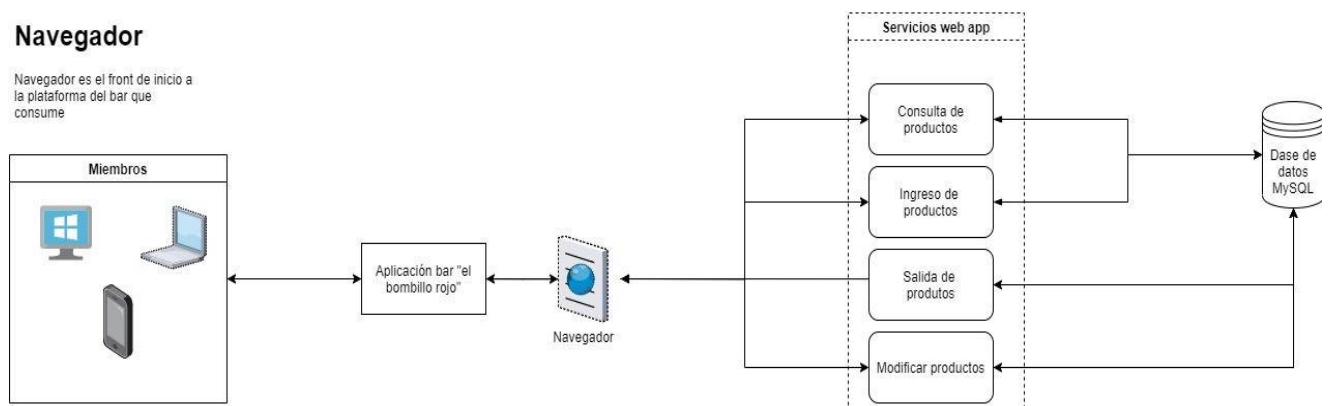 Navegador
Navegador es el front de inicio a
la plataforma del bar que
consume
Miembros
Aplicación bar "el
bombillo rojo"
Navegador
Servicios web app
Consulta de
productos
Ingreso de
productos
Salida de
produtos
Modificar productos
Dase de
datos
MySQL